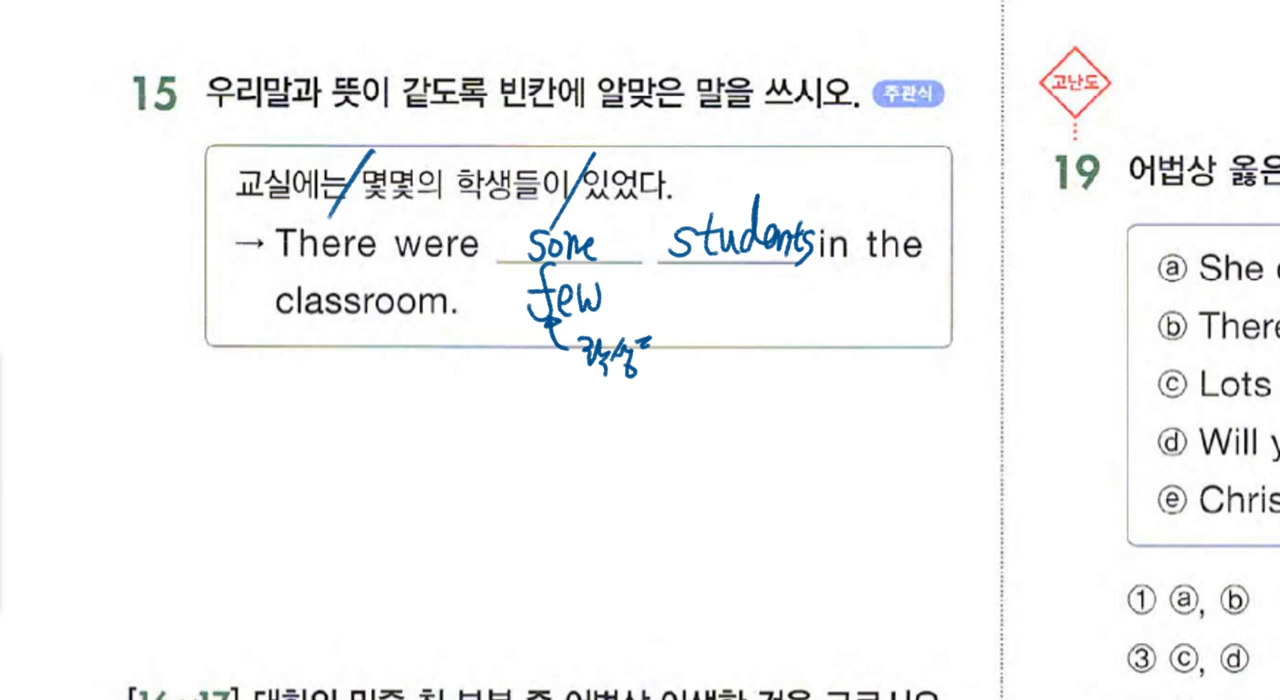 15 우리말과 뜻이 같도록 빈칸에 알맞은 말을 쓰시오. 주관식
교실에는 몇몇의 학생들이 있었다.
→ There were some students in the
classroom. few
고난도
19 어법상 옳은
ⓐ She
ⓑ There
ⓒ Lots
ⓓ Will y
ⓔ Chris
① ⓐ, ⓑ
③ ⓒ, ⓓ